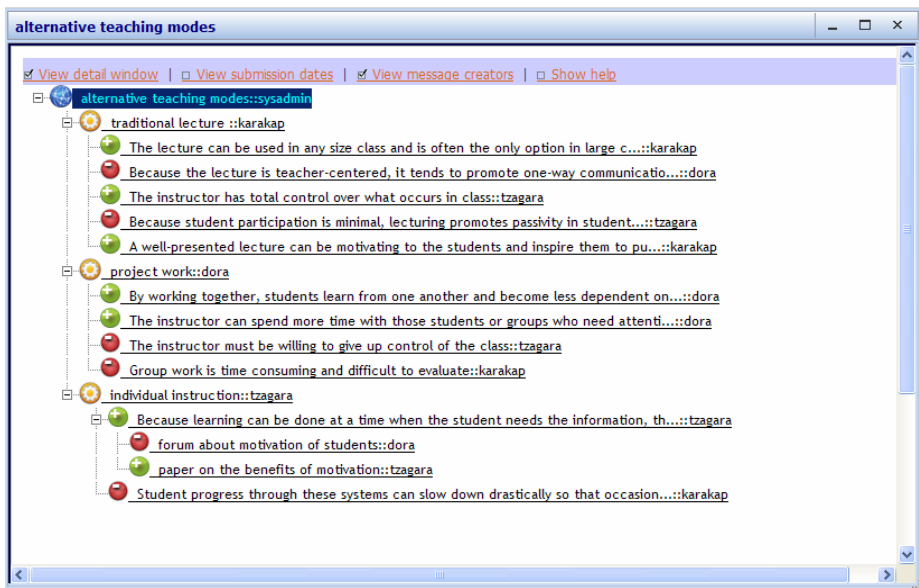 alternative teaching modes
View detail window | View submission dates | View message creators | Show help
alternative teaching modes::sysadmin
traditional lecture ::karakap
The lecture can be used in any size class and is often the only option in large c...::karakap
Because the lecture is teacher-centered, it tends to promote one-way communicatio...::dora
The instructor has total control over what occurs in class::tzagara
Because student participation is minimal, lecturing promotes passivity in student...::tzagara
A well-presented lecture can be motivating to the students and inspire them to pu...::karakap
project work::dora
By working together, students learn from one another and become less dependent on...::dora
The instructor can spend more time with those students or groups who need attenti...::dora
The instructor must be willing to give up control of the class::tzagara
Group work is time consuming and difficult to evaluate::karakap
individual instruction::tzagara
Because learning can be done at a time when the student needs the information, th...::tzagara
forum about motivation of students::dora
paper on the benefits of motivation::tzagara
Student progress through these systems can slow down drastically so that occasion...::karakap